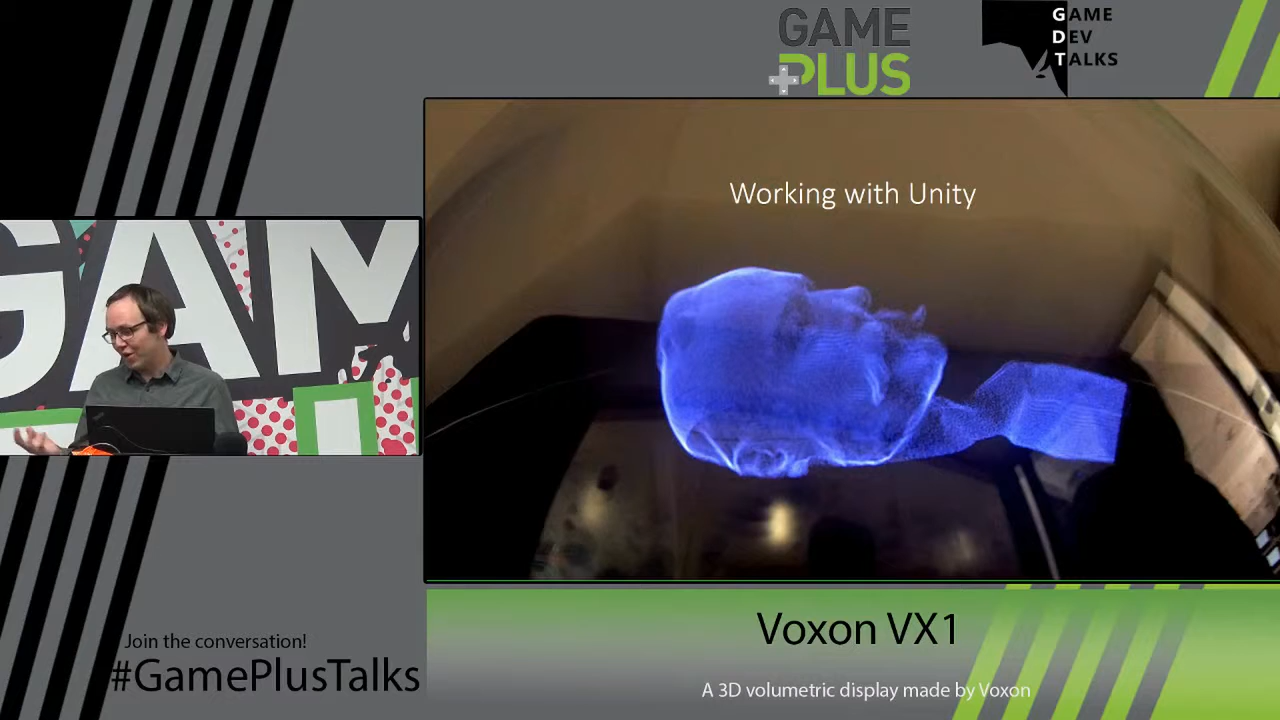 GAME
PLUS
GAME
DEV
TALKS
Working with Unity
GAM
Voxon VX1
A 3D volumetric display made by Voxon
Join the conversation!
#GamePlusTalks